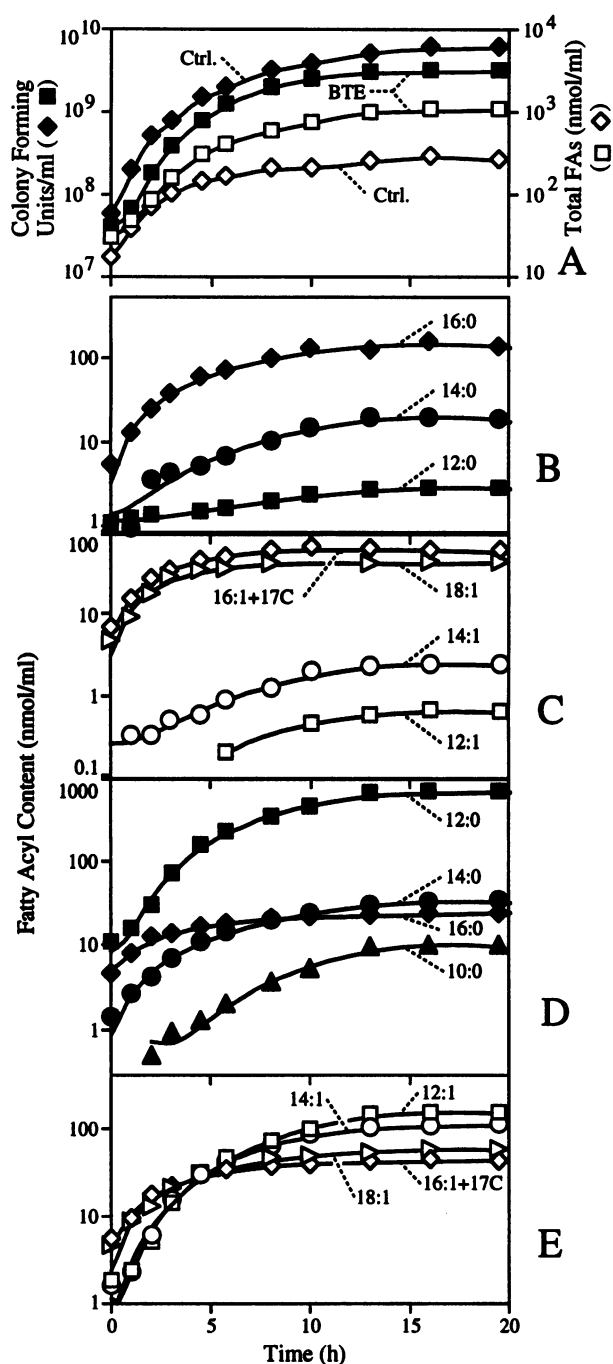 Colony Forming
Units/ml (◆ ■)
10^10
10^9
10^8
10^7
Ctrl.
BTE
Ctrl.
10^4
10^3
10^2
10
Total FAs (nmol/ml)
(□ ◇)
A
Fatty Acyl Content (nmol/ml)
100
10
1
16:0
14:0
12:0
B
100
10
1
0.1
16:1+17C
18:1
14:1
12:1
C
1000
100
10
1
12:0
14:0
16:0
10:0
D
100
10
1
14:1
12:1
18:1
16:1+17C
E
0
5
10
15
20
Time (h)